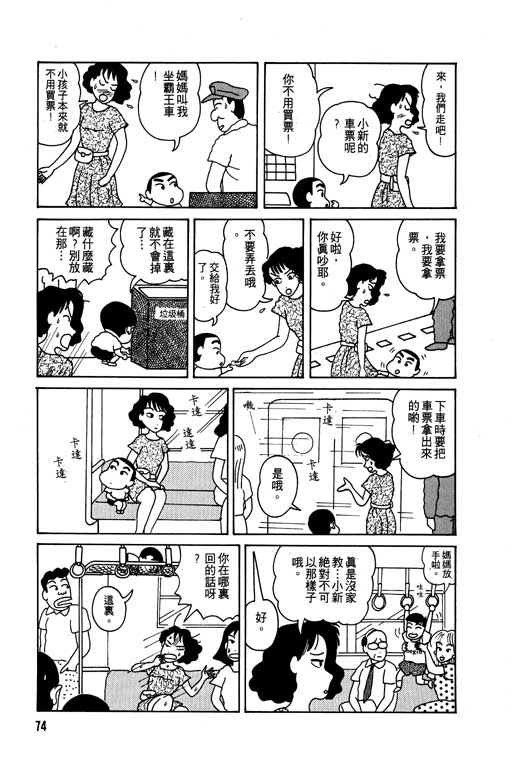 來，我們走吧！
小新的
車票呢
？
你不用買票！
媽媽叫我
坐霸王車
小孩子本來就
不用買票！
我要拿票
，我要拿
票。
好啦，
你真吵耶。
不要弄丟哦
。
交給我好
了。
藏在這裏
就不會掉
了…
垃圾桶
藏什麼藏
啊？別放
在那…
下車時要把
車票拿出來
的喲！
嘰
是哦。
卡達
卡達
卡達
達達
卡達
卡達
媽媽放
手啦。
吱吱
begin
真是沒家
教…小新
絕對不可
以那樣子
哦。
好。
你在哪裏
回的話呀
？
這裏。
74